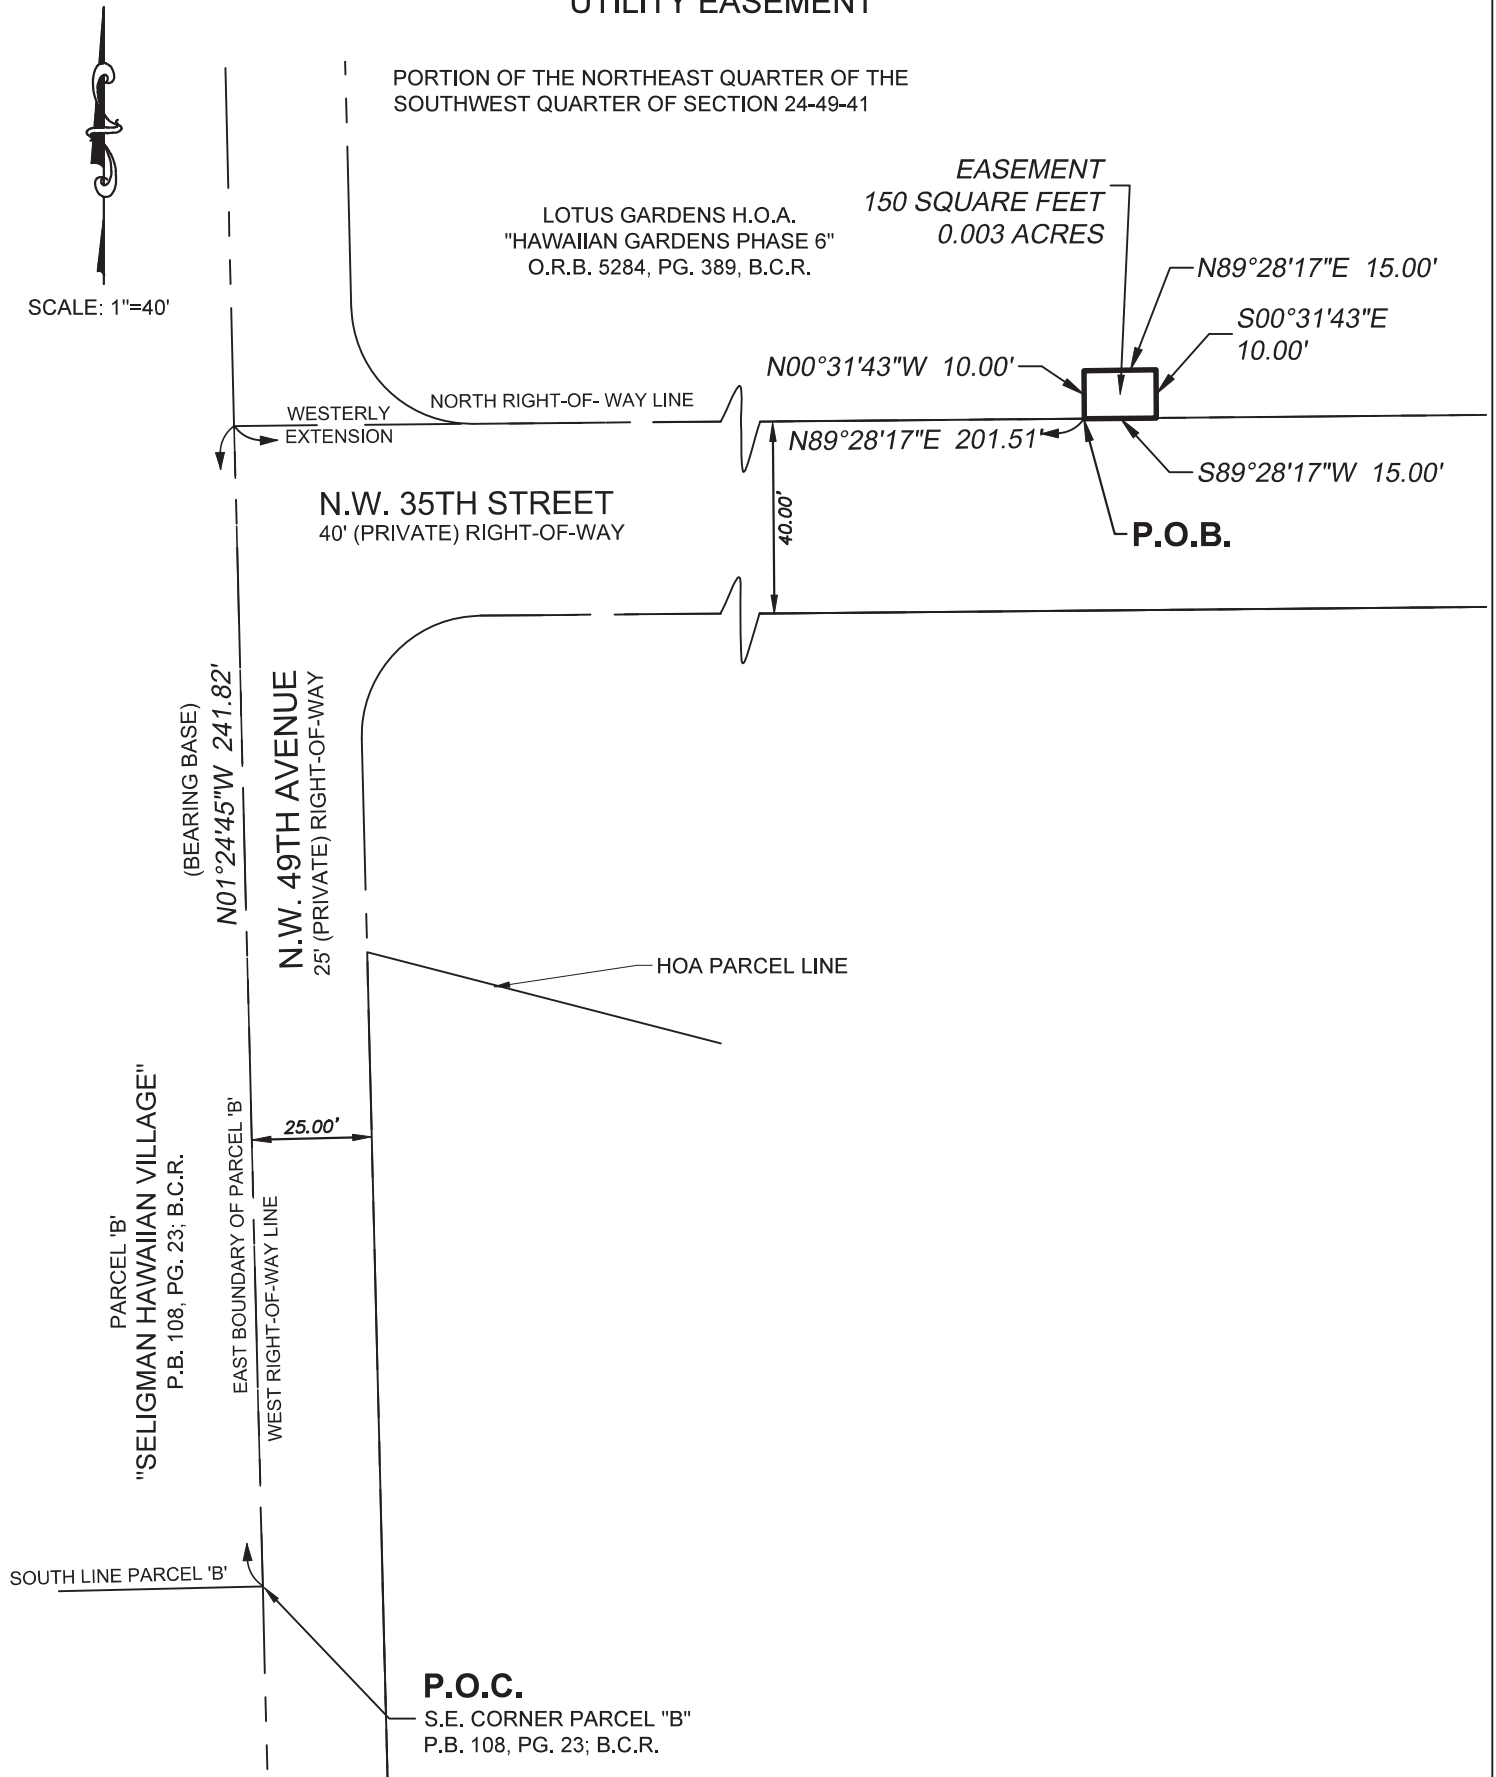 UTILITY EASEMENT
PORTION OF THE NORTHEAST QUARTER OF THE
SOUTHWEST QUARTER OF SECTION 24-49-41
EASEMENT
150 SQUARE FEET
0.003 ACRES
LOTUS GARDENS H.O.A.
"HAWAIIAN GARDENS PHASE 6"
O.R.B. 5284, PG. 389, B.C.R.
SCALE: 1"=40'
N89°28'17"E 15.00'
S00°31'43"E
10.00'
N00°31'43"W 10.00'
NORTH RIGHT-OF- WAY LINE
WESTERLY
EXTENSION
N89°28'17"E 201.51'
S89°28'17"W 15.00'
N.W. 35TH STREET
40' (PRIVATE) RIGHT-OF-WAY
40.00'
P.O.B.
(BEARING BASE)
N01°24'45"W 241.82'
N.W. 49TH AVENUE
25' (PRIVATE) RIGHT-OF-WAY
HOA PARCEL LINE
25.00'
PARCEL 'B'
"SELIGMAN HAWAIIAN VILLAGE"
P.B. 108, PG. 23; B.C.R.
EAST BOUNDARY OF PARCEL 'B'
WEST RIGHT-OF-WAY LINE
SOUTH LINE PARCEL 'B'
P.O.C.
S.E. CORNER PARCEL "B"
P.B. 108, PG. 23; B.C.R.